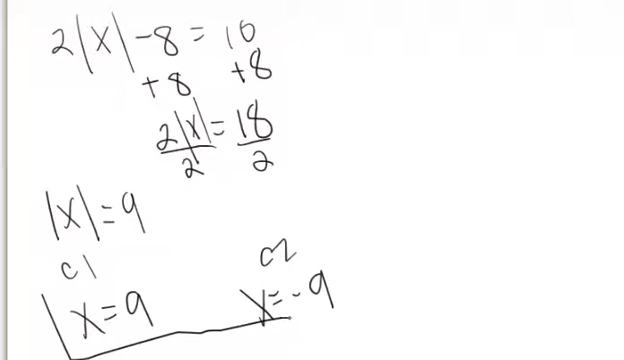 2|x| -8 = 10
+8 +8
2|x| = 18
2 2
|x| = 9
C1 C2
x = 9 x = -9